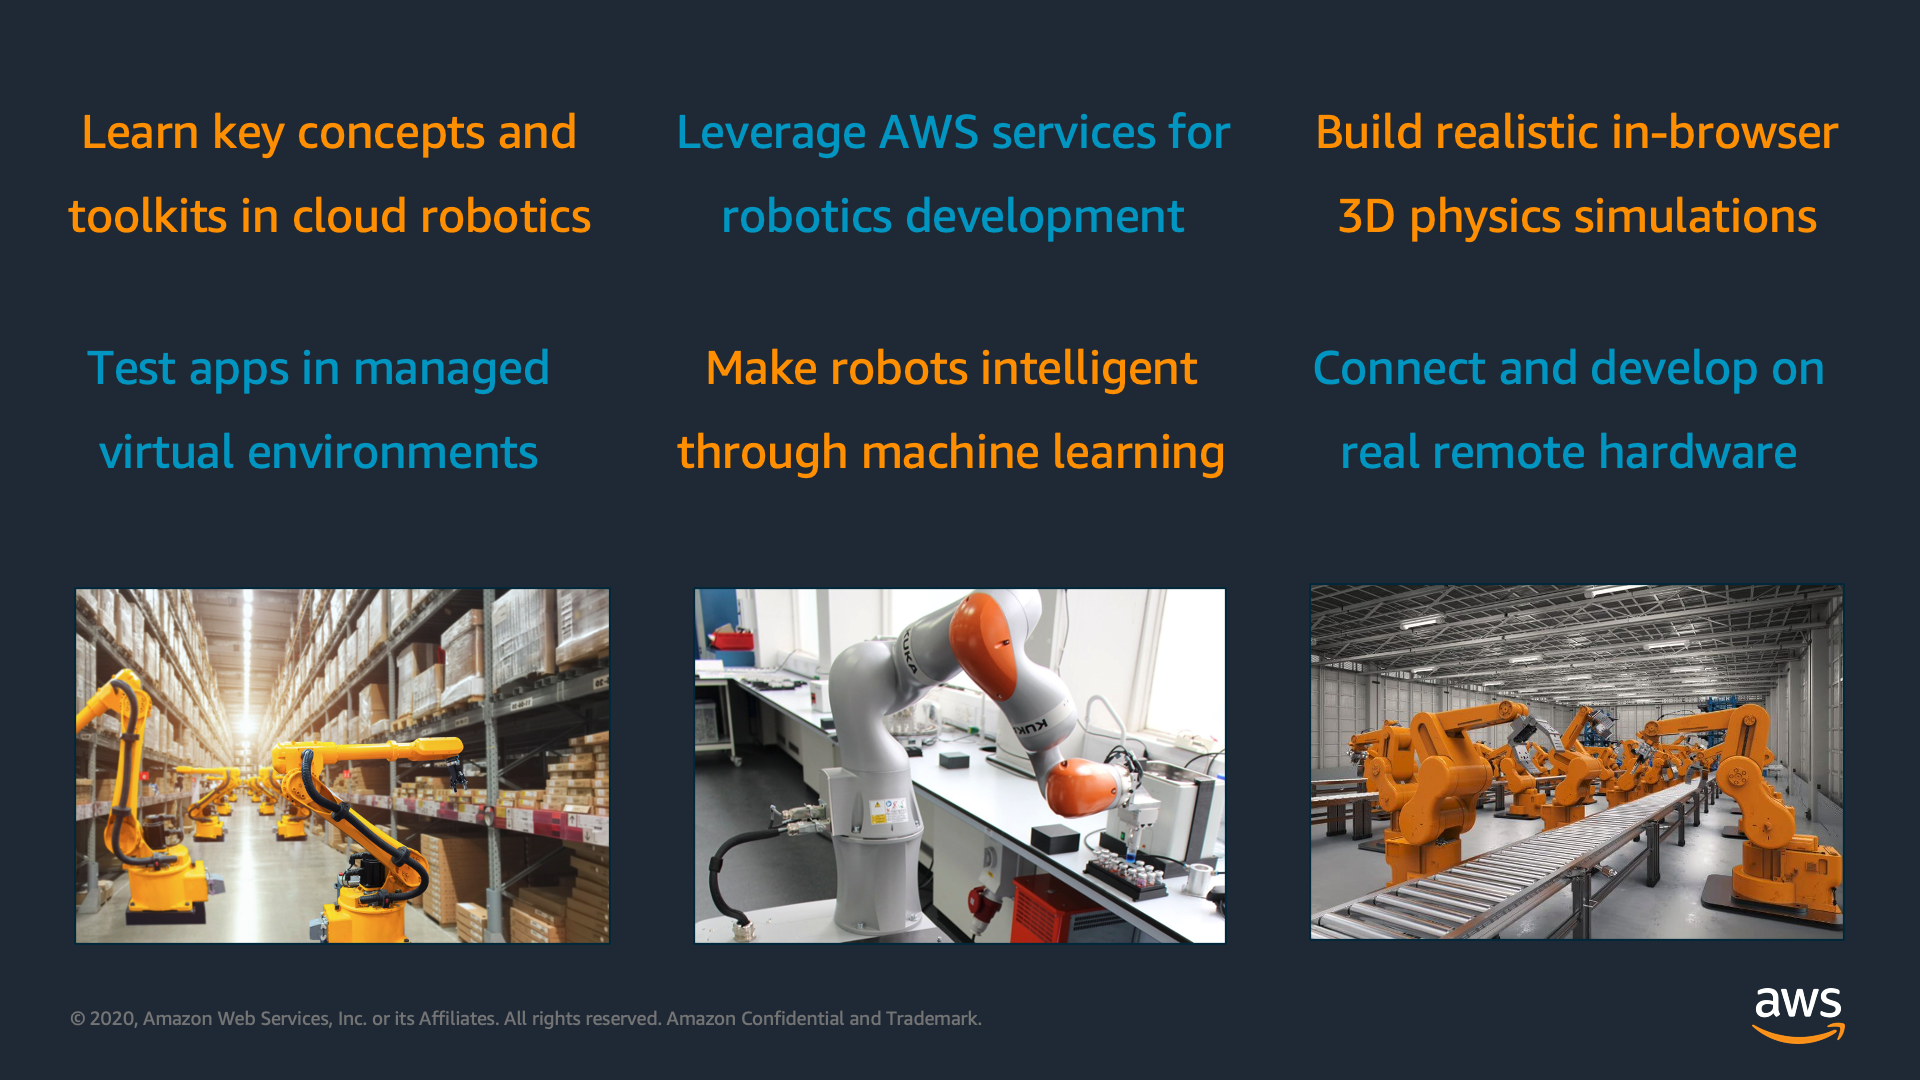 Learn key concepts and
toolkits in cloud robotics
Leverage AWS services for
robotics development
Build realistic in-browser
3D physics simulations
Test apps in managed
virtual environments
Make robots intelligent
through machine learning
Connect and develop on
real remote hardware
KUKA
KUKA
© 2020, Amazon Web Services, Inc. or its Affiliates. All rights reserved. Amazon Confidential and Trademark.
aws